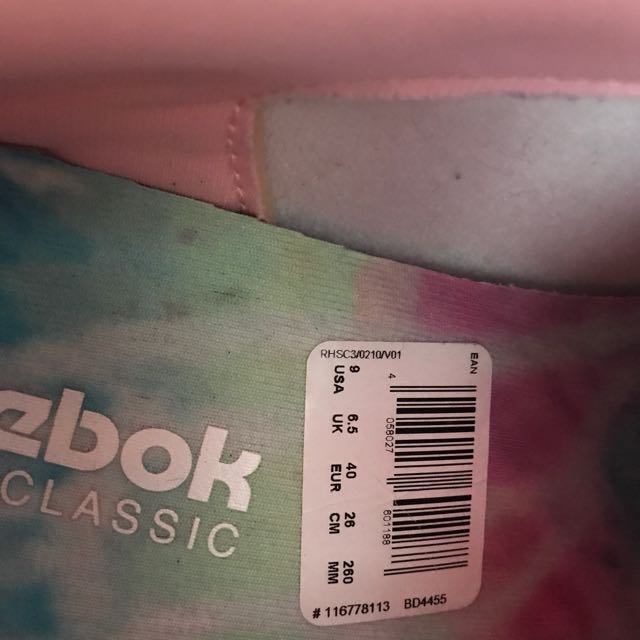 ebok
CLASSIC
RHSC3/0210/V01
EAN
9 6.5 40 26 260
USA UK EUR CM MM
4 058027 601188
# 116778113 BD4455